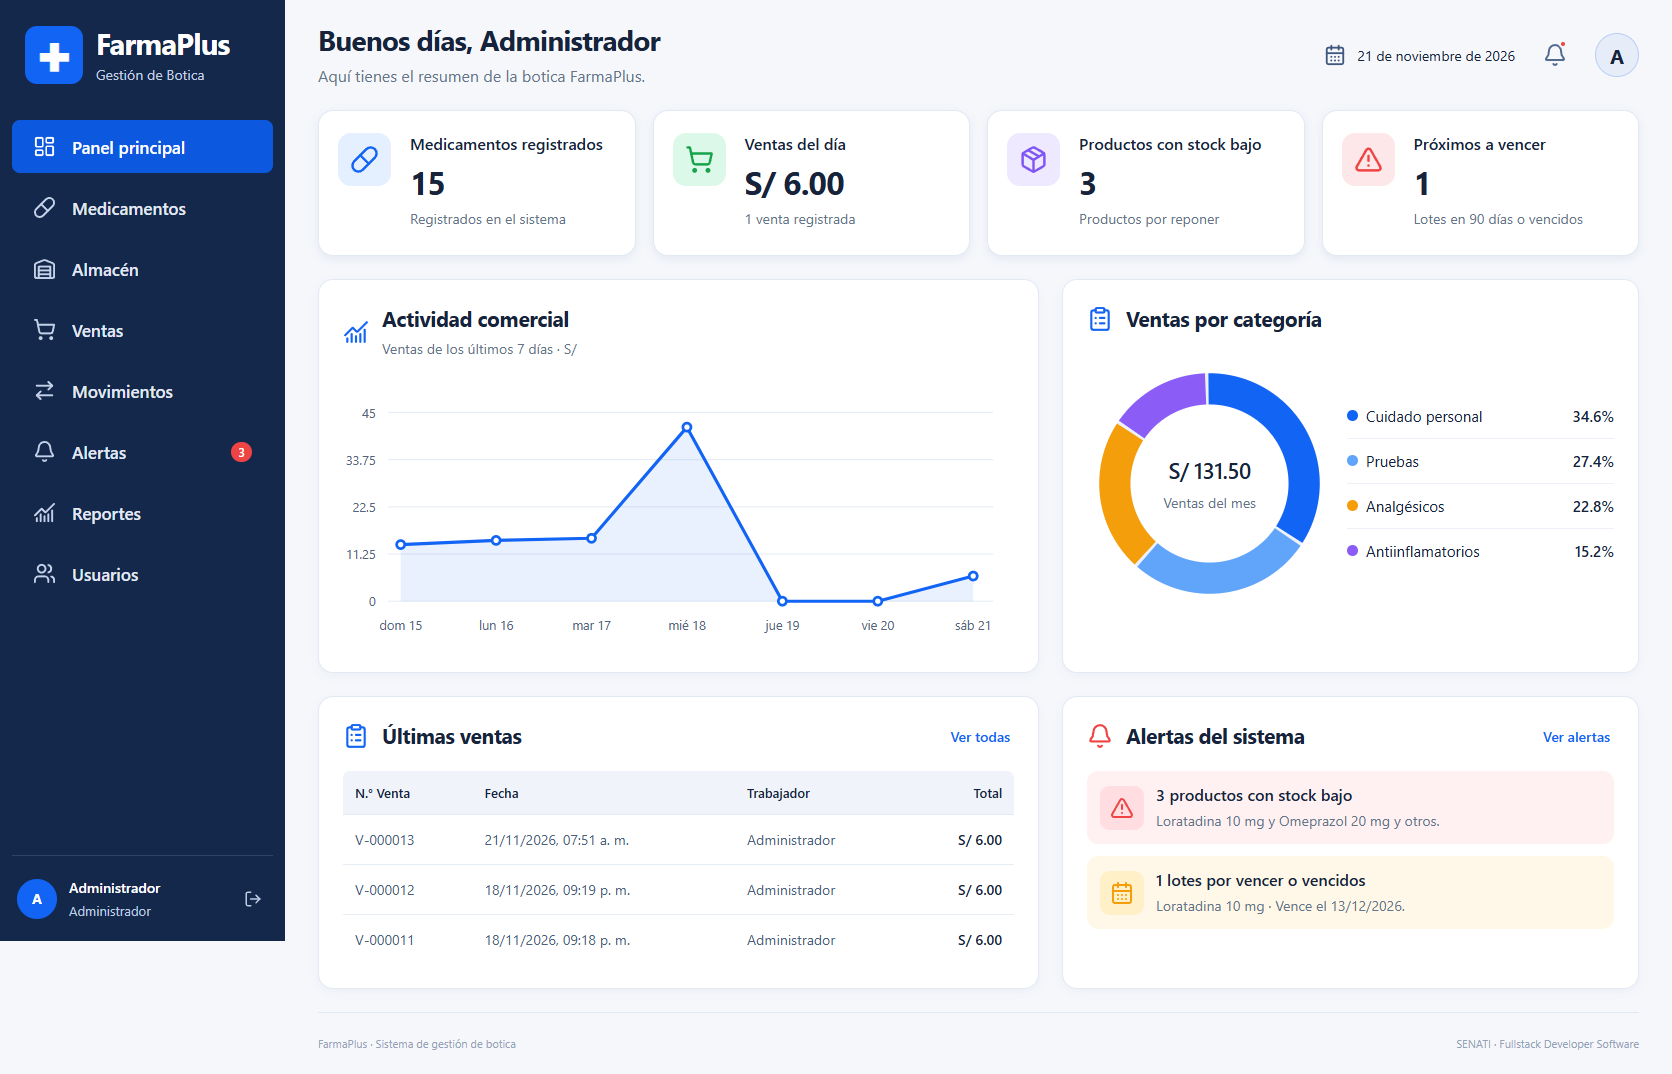 FarmaPlus
Gestión de Botica
Panel principal
Medicamentos
Almacén
Ventas
Movimientos
Alertas
3
Reportes
Usuarios
A
Administrador
Administrador
Buenos días, Administrador
Aquí tienes el resumen de la botica FarmaPlus.
21 de noviembre de 2026
A
Medicamentos registrados
15
Registrados en el sistema
Ventas del día
S/ 6.00
1 venta registrada
Productos con stock bajo
3
Productos por reponer
Próximos a vencer
1
Lotes en 90 días o vencidos
Actividad comercial
Ventas de los últimos 7 días · S/
45
33.75
22.5
11.25
0
dom 15 lun 16 mar 17 mié 18 jue 19 vie 20 sáb 21
Ventas por categoría
S/ 131.50
Ventas del mes
Cuidado personal 34.6%
Pruebas 27.4%
Analgésicos 22.8%
Antiinflamatorios 15.2%
Últimas ventas
Ver todas
N.° Venta Fecha Trabajador Total
V-000013 21/11/2026, 07:51 a. m. Administrador S/ 6.00
V-000012 18/11/2026, 09:19 p. m. Administrador S/ 6.00
V-000011 18/11/2026, 09:18 p. m. Administrador S/ 6.00
Alertas del sistema
Ver alertas
3 productos con stock bajo
Loratadina 10 mg y Omeprazol 20 mg y otros.
1 lotes por vencer o vencidos
Loratadina 10 mg · Vence el 13/12/2026.
FarmaPlus · Sistema de gestión de botica
SENATI · Fullstack Developer Software